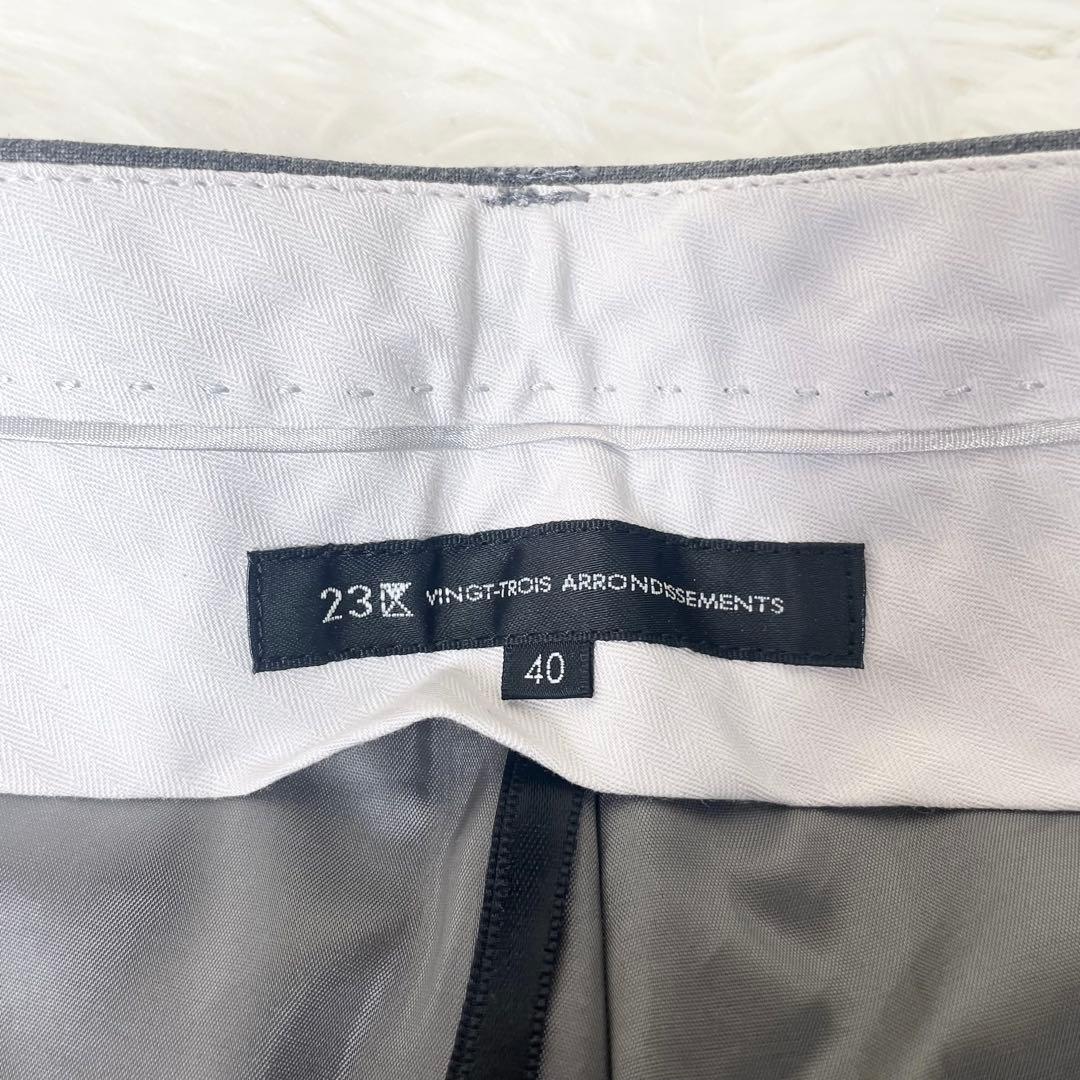 23区 VINGT-TROIS ARRONDISSEMENTS
40